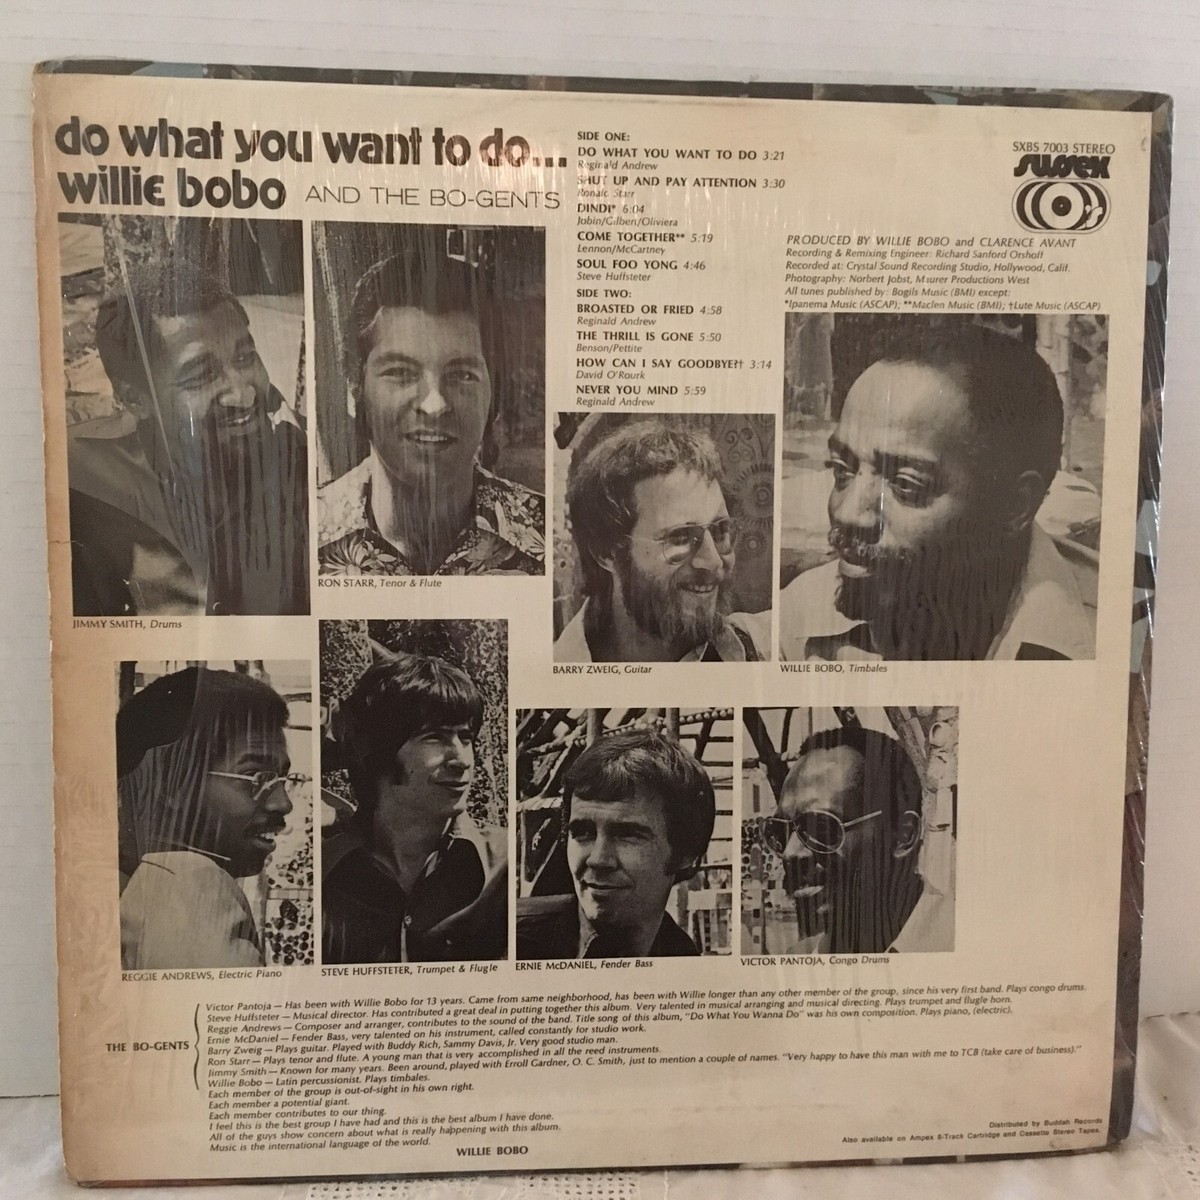 do what you want to do...
willie bobo AND THE BO-GENTS
SIDE ONE:
DO WHAT YOU WANT TO DO 3:21
Reginald Andrew
SHUT UP AND PAY ATTENTION 3:30
Ronald Starr
DINDI* 6:04
Jobin/Gilben/Oliviera
COME TOGETHER** 5:19
Lennon/McCartney
SOUL FOO YONG 4:46
Steve Huffsteter
SIDE TWO:
BROASTED OR FRIED 4:58
Reginald Andrew
THE THRILL IS GONE 5:50
Benson/Pettite
HOW CAN I SAY GOODBYE?† 3:14
David O'Rourk
NEVER YOU MIND 5:59
Reginald Andrew
SXBS 7003 STEREO
sussex
PRODUCED BY WILLIE BOBO and CLARENCE AVANT
Recording & Remixing Engineer: Richard Sanford Orshoff
Recorded at: Crystal Sound Recording Studio, Hollywood, Calif.
Photography: Norbert Jobst, Maurer Productions West
All tunes published by: Bogils Music (BMI) except:
*Ipanema Music (ASCAP); **Maclen Music (BMI); †Lute Music (ASCAP)
JIMMY SMITH, Drums
RON STARR, Tenor & Flute
BARRY ZWEIG, Guitar
WILLIE BOBO, Timbales
REGGIE ANDREWS, Electric Piano
STEVE HUFFSTETER, Trumpet & Flugle
ERNIE McDANIEL, Fender Bass
VICTOR PANTOJA, Congo Drums
THE BO-GENTS
Victor Pantoja — Has been with Willie Bobo for 13 years. Came from same neighborhood, has been with Willie longer than any other member of the group, since his very first band. Plays congo drums.
Steve Huffsteter — Musical director. Has contributed a great deal in putting together this album. Very talented in musical arranging and musical directing. Plays trumpet and flugle horn.
Reggie Andrews — Composer and arranger, contributes to the sound of the band. Title song of this album, "Do What You Wanna Do" was his own composition. Plays piano, (electric).
Ernie McDaniel — Fender Bass, very talented on his instrument, called constantly for studio work.
Barry Zweig — Plays guitar. Played with Buddy Rich, Sammy Davis, Jr. Very good studio man.
Ron Starr — Plays tenor and flute. A young man that is very accomplished in all the reed instruments.
Jimmy Smith — Known for many years. Been around, played with Erroll Gardner, O. C. Smith, just to mention a couple of names. "Very happy to have this man with me to TCB (take care of business)."
Willie Bobo — Latin percussionist. Plays timbales.
Each member of the group is out-of-sight in his own right.
Each member a potential giant.
Each member contributes to our thing.
I feel this is the best group I have had and this is the best album I have done.
All of the guys show concern about what is really happening with this album.
Music is the international language of the world.
WILLIE BOBO
Distributed by Buddah Records
Also available on Ampex 8-Track Cartridge and Cassette Stereo Tapes.